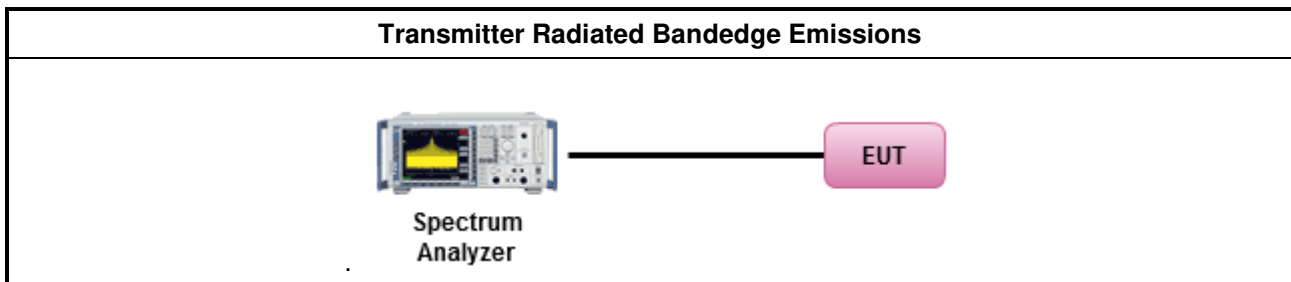 Transmitter Radiated Bandedge Emissions
EUT
Spectrum
Analyzer
.